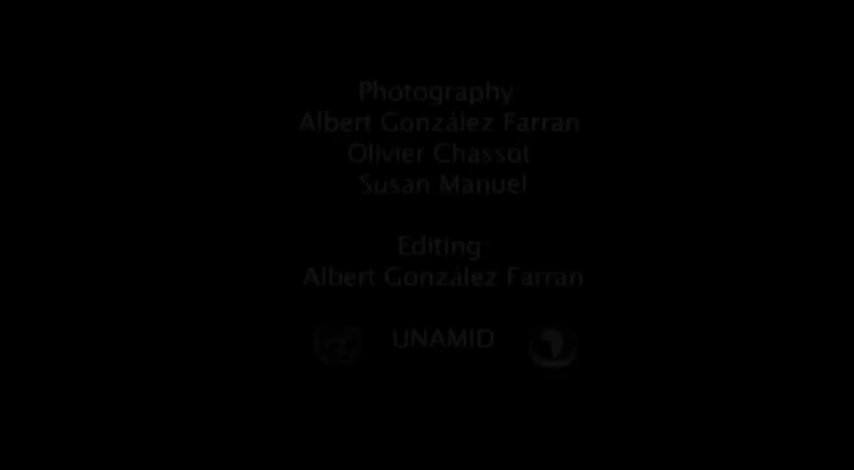 Photography:
Albert González Farran
Olivier Chassot
Susan Manuel
Editing:
Albert González Farran
UNAMID